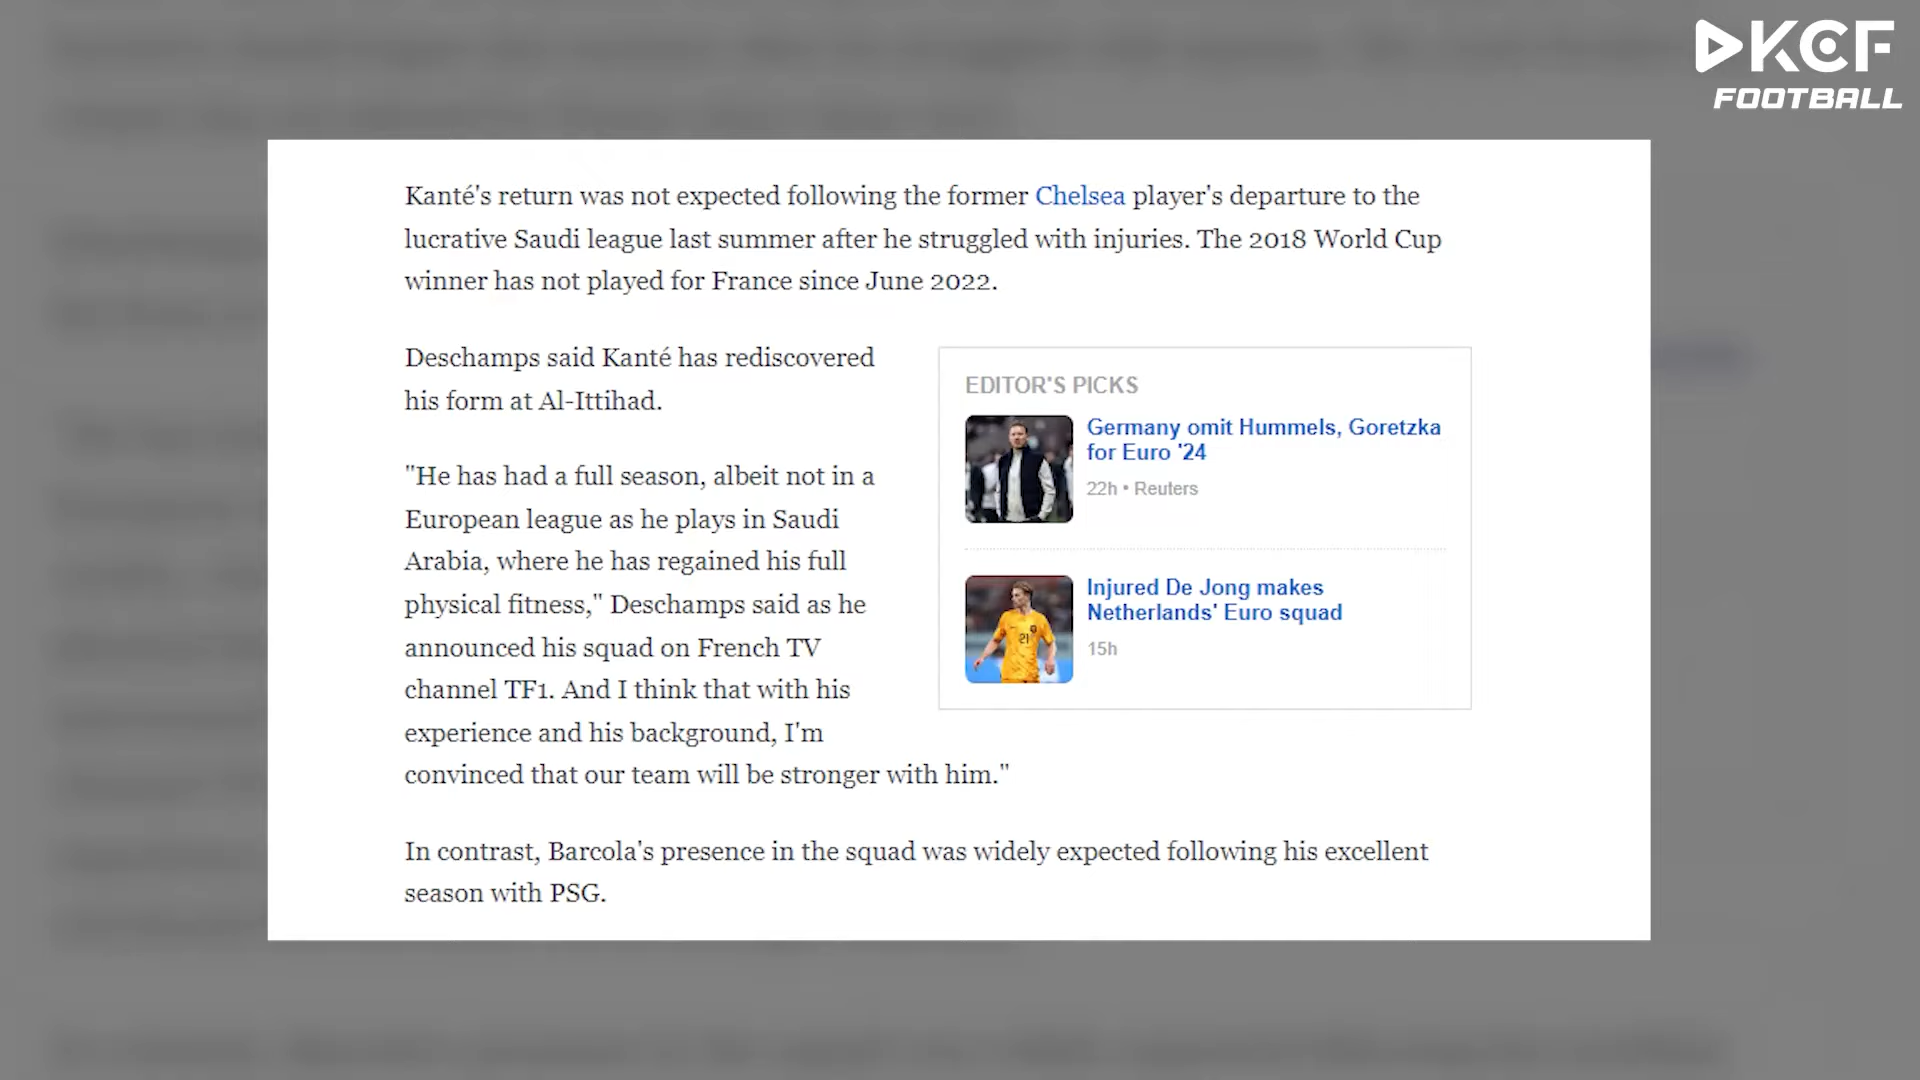 KCF
FOOTBALL
Kanté's return was not expected following the former Chelsea player's departure to the
lucrative Saudi league last summer after he struggled with injuries. The 2018 World Cup
winner has not played for France since June 2022.
Deschamps said Kanté has rediscovered
his form at Al-Ittihad.
"He has had a full season, albeit not in a
European league as he plays in Saudi
Arabia, where he has regained his full
physical fitness," Deschamps said as he
announced his squad on French TV
channel TF1. And I think that with his
experience and his background, I'm
convinced that our team will be stronger with him."
EDITOR'S PICKS
Germany omit Hummels, Goretzka
for Euro '24
22h • Reuters
21
Injured De Jong makes
Netherlands' Euro squad
15h
In contrast, Barcola's presence in the squad was widely expected following his excellent
season with PSG.